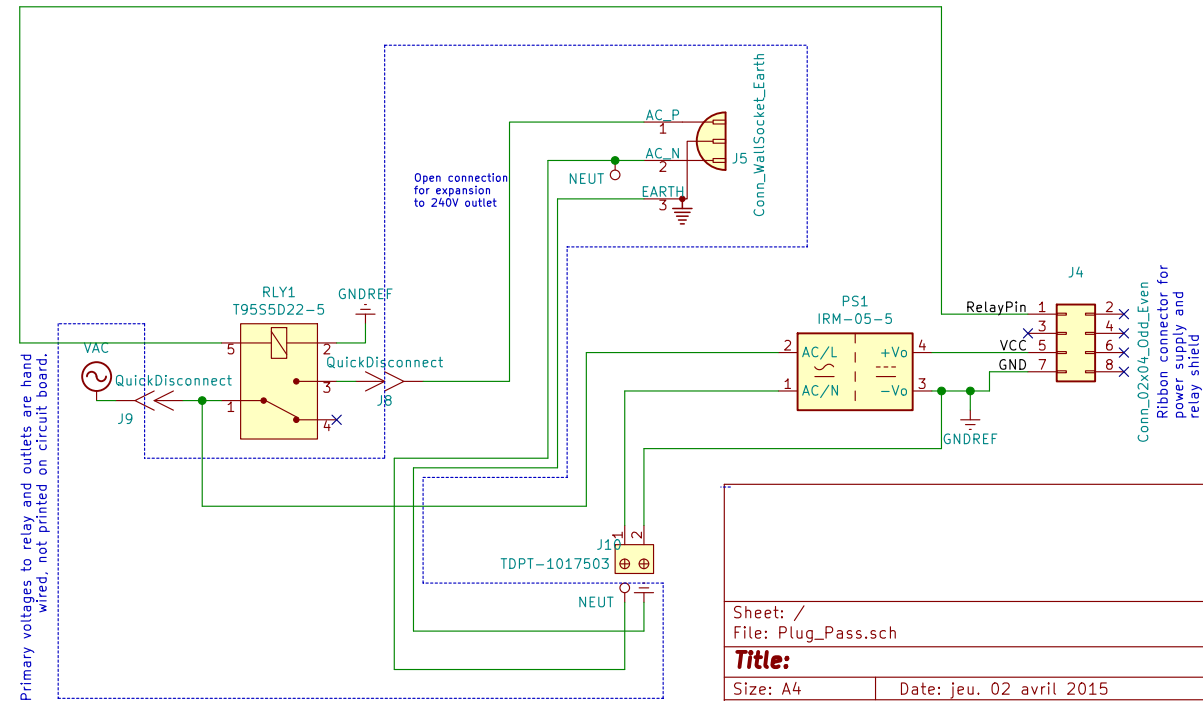 AC_P
1
AC_N
2
NEUT
EARTH
3
J5
Conn_WallSocket_Earth
Open connection
for expansion
to 240V outlet
RLY1
T95S5D22-5
GNDREF
5
2
QuickDisconnect
3
J8
VAC
QuickDisconnect
J9
1
4
Primary voltages to relay and outlets are hand
wired, not printed on circuit board.
PS1
IRM-05-5
2
AC/L
+Vo
4
1
AC/N
-Vo
3
GNDREF
J4
RelayPin
1
2
3
4
VCC
5
6
GND
7
8
Conn_02x04_Odd_Even
Ribbon connector for
power supply and
relay shield
1
2
J10
TDPT-1017503
NEUT
Sheet: /
File: Plug_Pass.sch
Title:
Size: A4
Date: jeu. 02 avril 2015